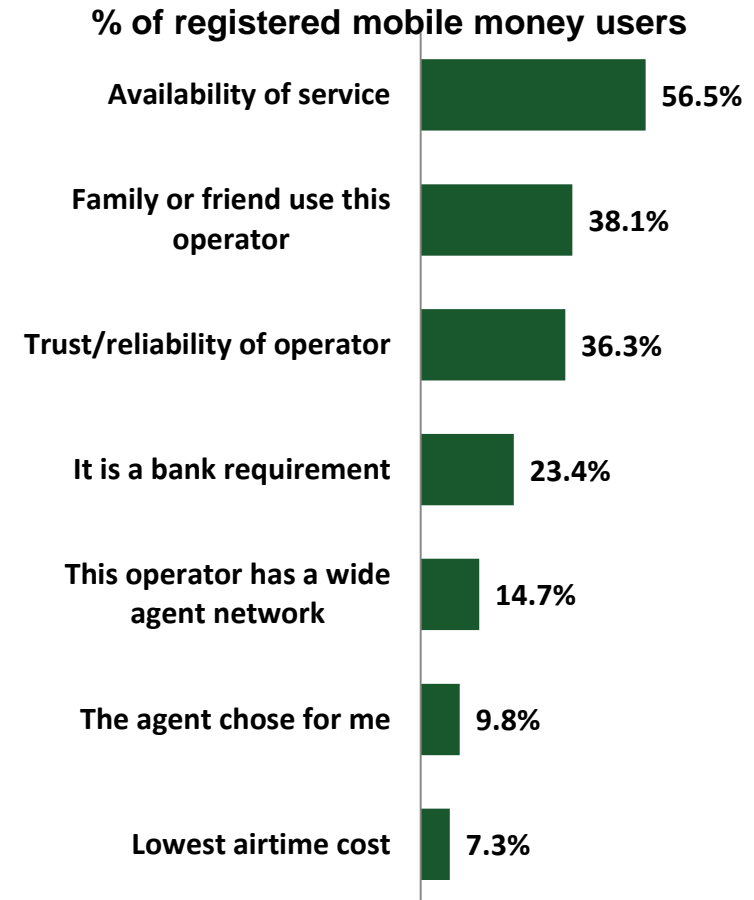 % of registered mobile money users
Availability of service
56.5%
Family or friend use this
operator
38.1%
Trust/reliability of operator
36.3%
It is a bank requirement
23.4%
This operator has a wide
agent network
14.7%
The agent chose for me
9.8%
Lowest airtime cost
7.3%